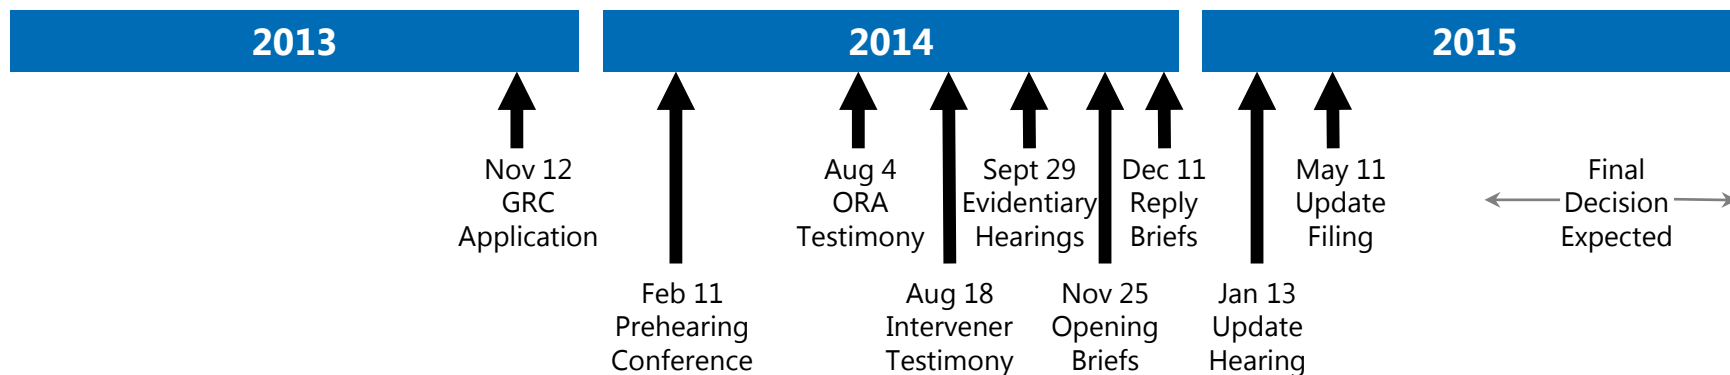 2013
2014
2015
Nov 12
GRC
Application
Feb 11
Prehearing
Conference
Aug 4
ORA
Testimony
Aug 18
Intervener
Testimony
Sept 29
Evidentiary
Hearings
Nov 25
Opening
Briefs
Dec 11
Reply
Briefs
Jan 13
Update
Hearing
May 11
Update
Filing
Final
Decision
Expected